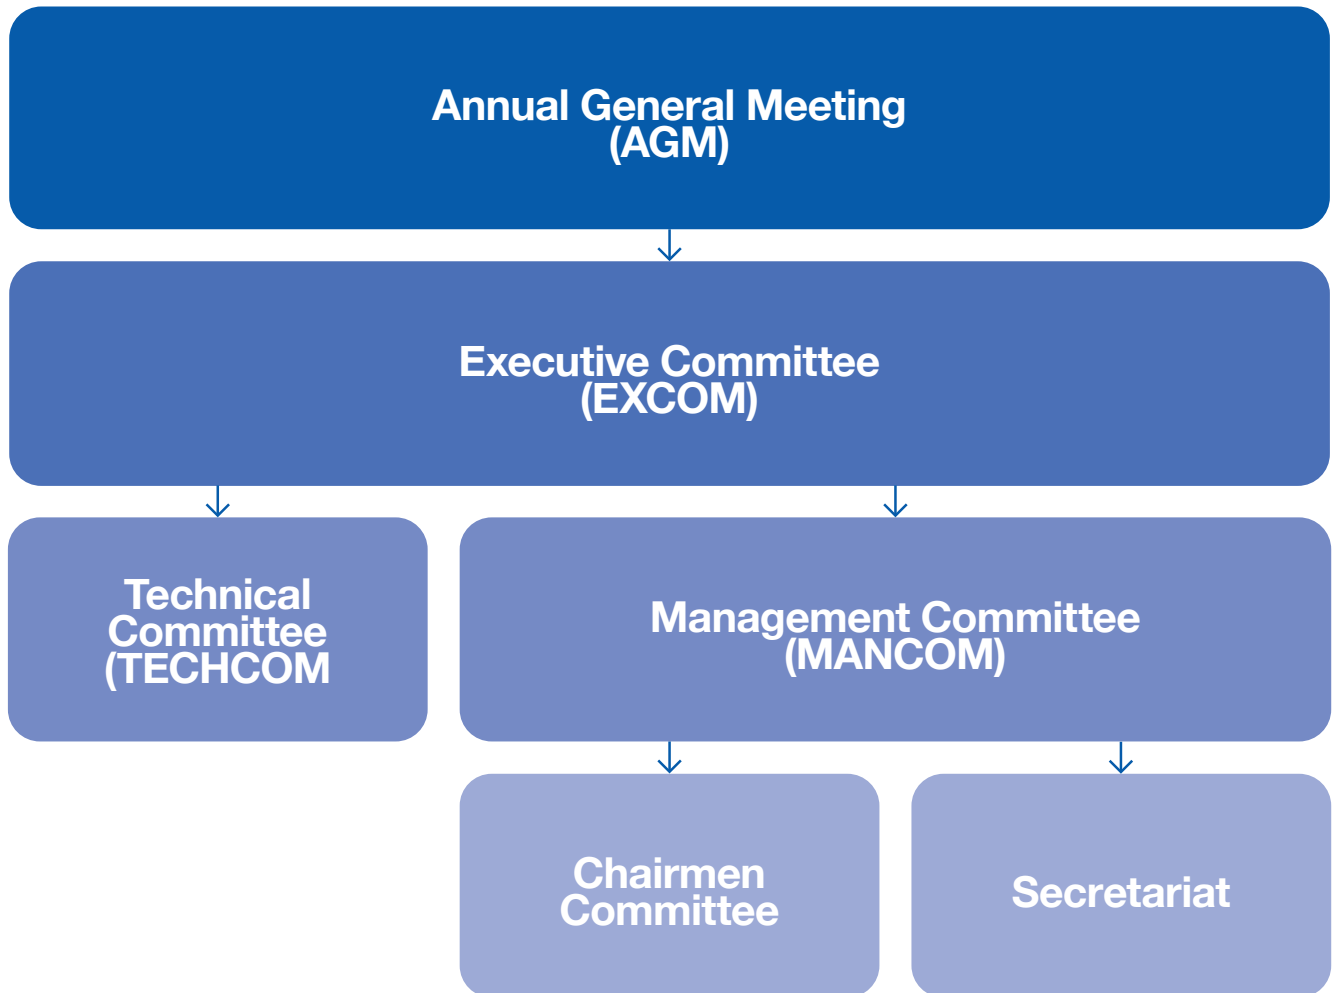 Annual General Meeting
(AGM)
Executive Committee
(EXCOM)
Technical
Committee
(TECHCOM
Management Committee
(MANCOM)
Chairmen
Committee
Secretariat